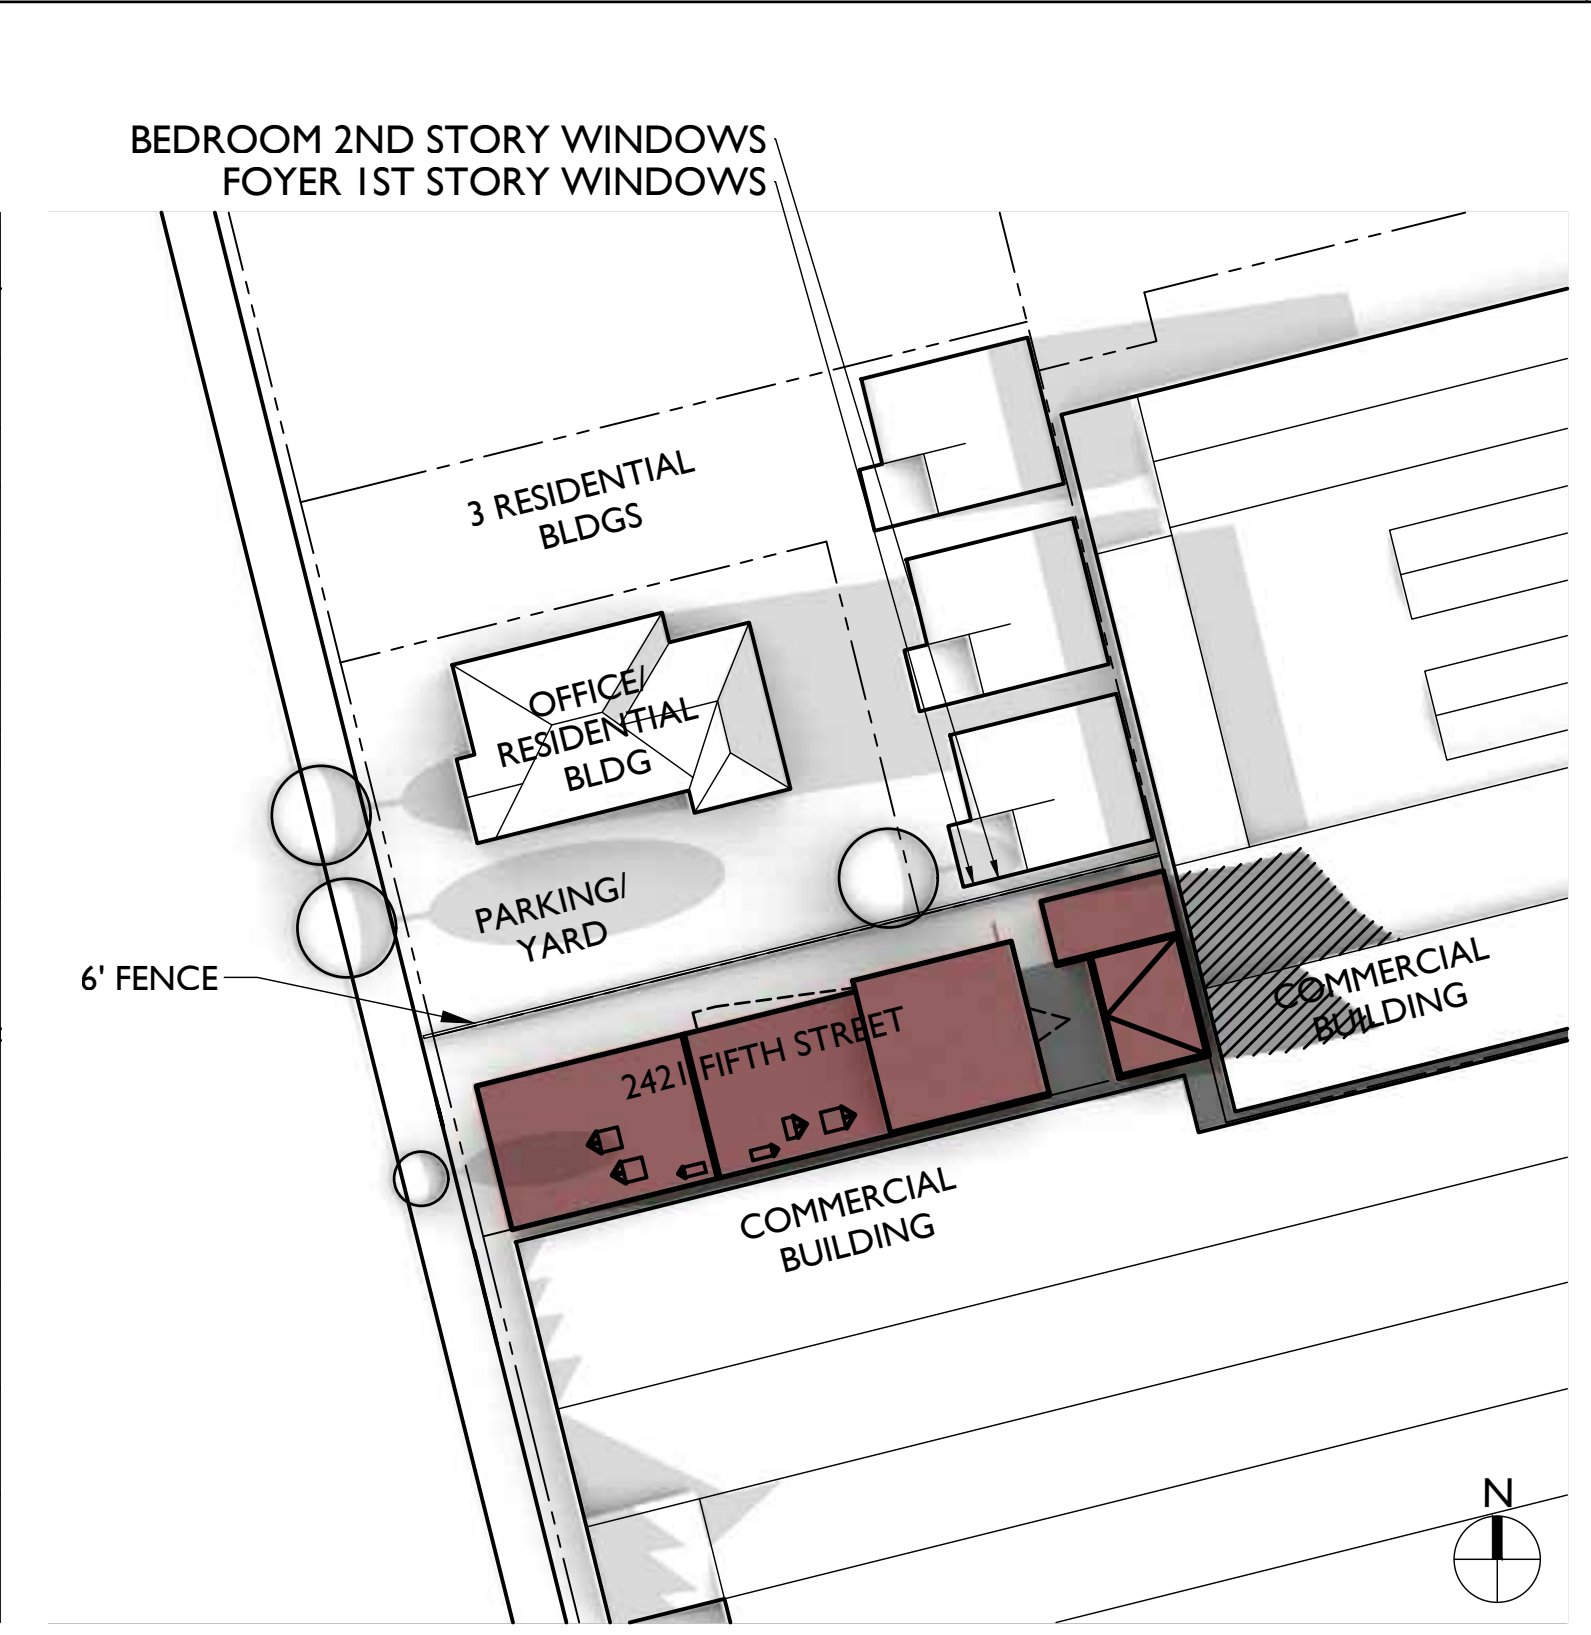 BEDROOM 2ND STORY WINDOWS
FOYER 1ST STORY WINDOWS
3 RESIDENTIAL
BLDGS
OFFICE/
RESIDENTIAL
BLDG
PARKING/
YARD
6' FENCE
2421 FIFTH STREET
COMMERCIAL
BUILDING
COMMERCIAL
BUILDING
N